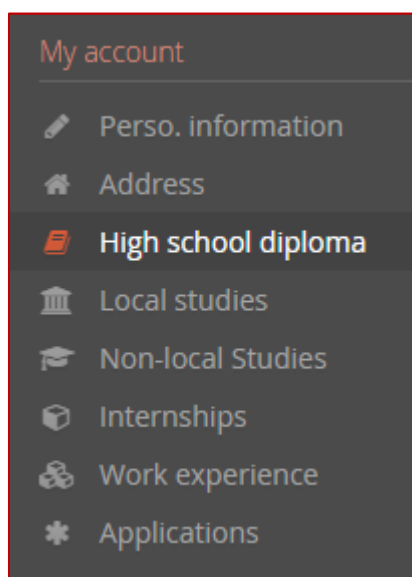 My account
Perso. information
Address
High school diploma
Local studies
Non-local Studies
Internships
Work experience
Applications